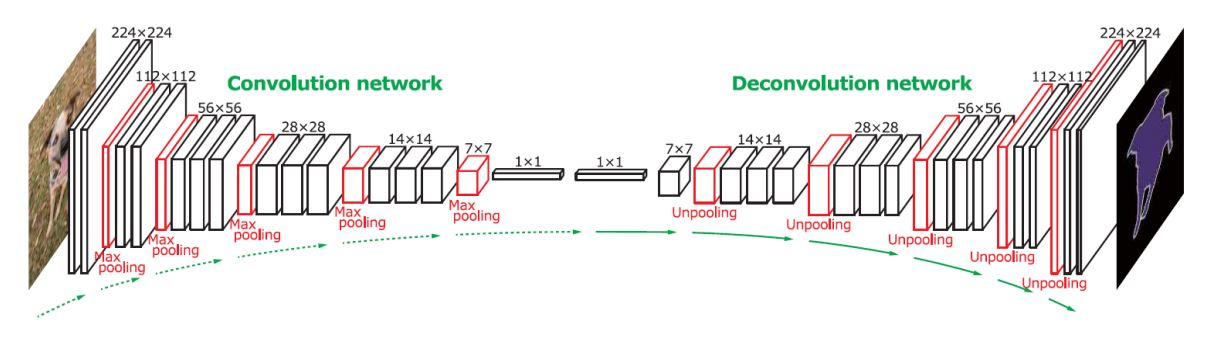 224×224
112×112
56×56
28×28
14×14
7×7
1×1
1×1
7×7
14×14
28×28
56×56
112×112
224×224
Convolution network
Deconvolution network
Max
pooling
Max
pooling
Max
pooling
Max
pooling
Max
pooling
Unpooling
Unpooling
Unpooling
Unpooling
Unpooling